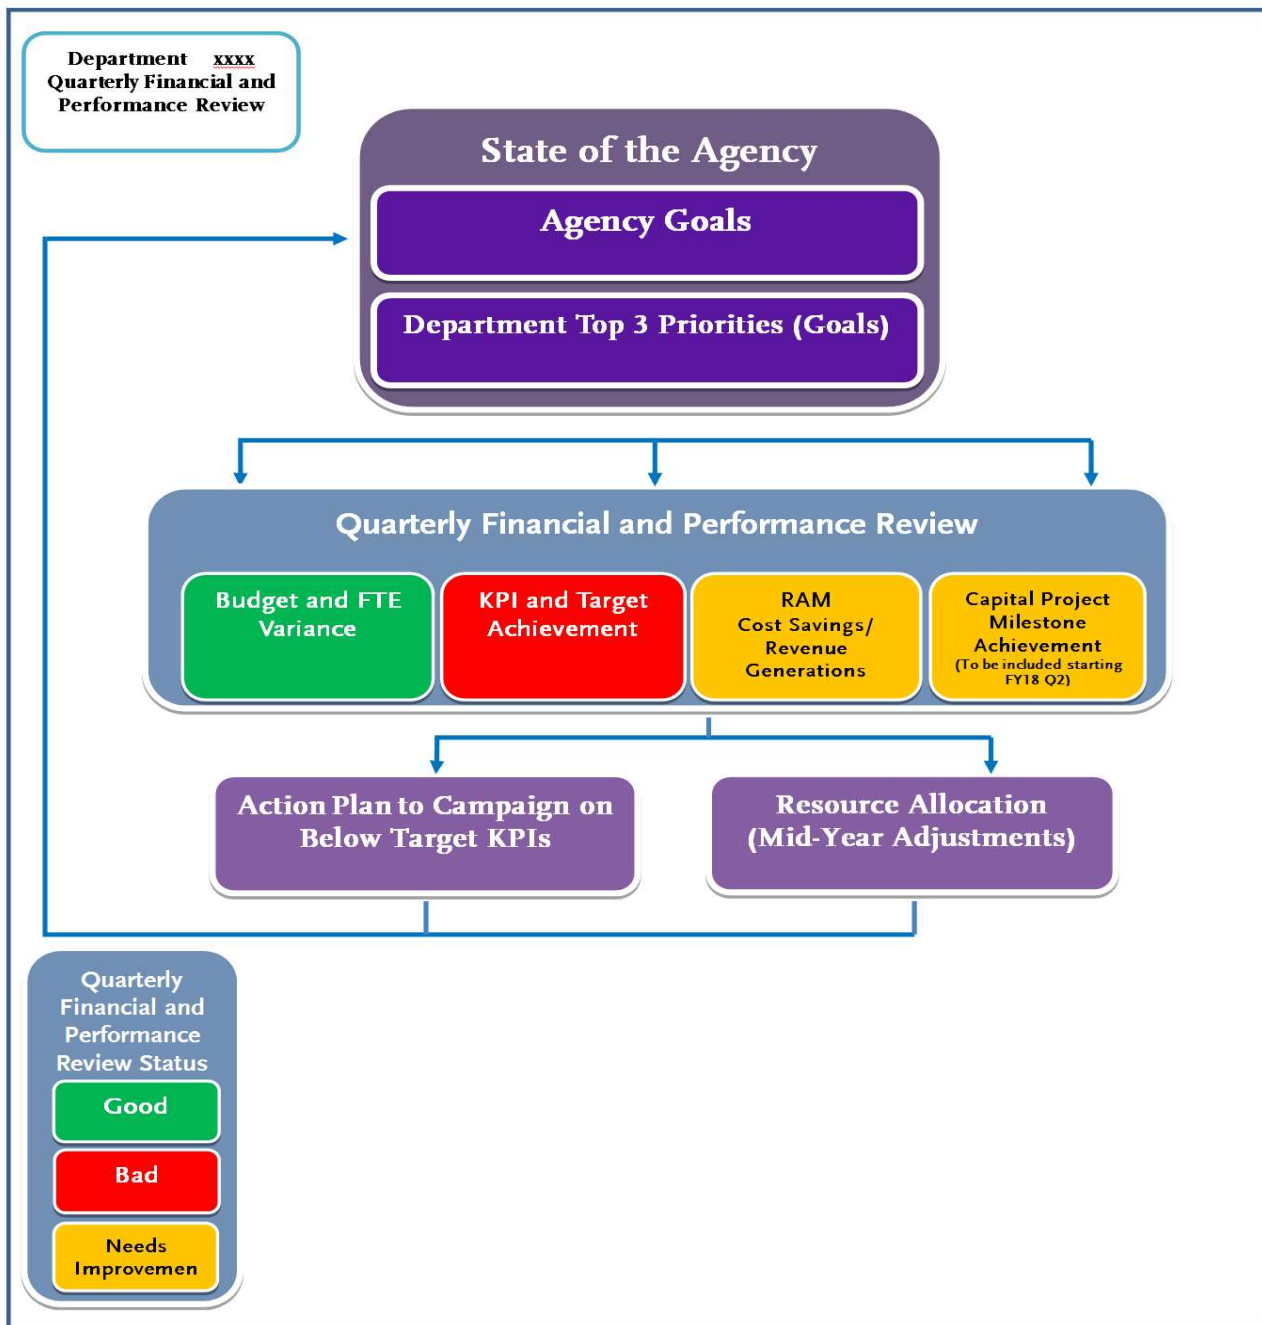 Department xxxx
Quarterly Financial and
Performance Review
State of the Agency
Agency Goals
Department Top 3 Priorities (Goals)
Quarterly Financial and Performance Review
Budget and FTE
Variance
KPI and Target
Achievement
RAM
Cost Savings/
Revenue
Generations
Capital Project
Milestone
Achievement
(To be included starting
FY18 Q2)
Action Plan to Campaign on
Below Target KPIs
Resource Allocation
(Mid-Year Adjustments)
Quarterly
Financial and
Performance
Review Status
Good
Bad
Needs
Improvemen